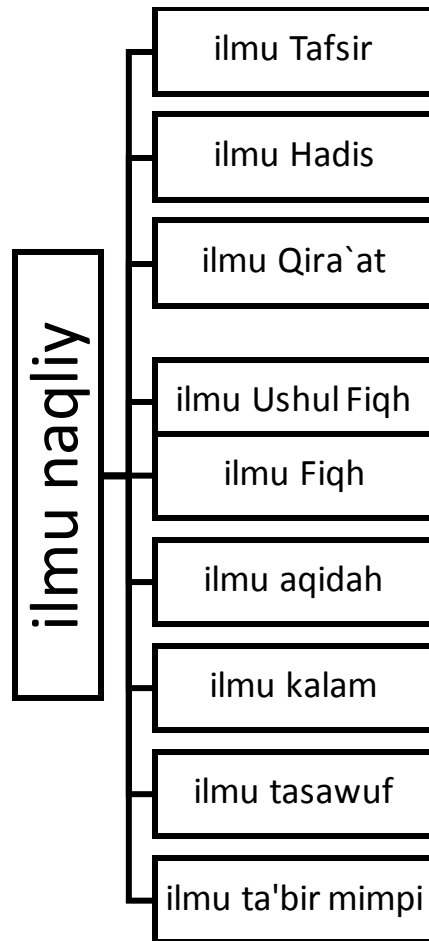 ilmu naqliy
ilmu Tafsir
ilmu Hadis
ilmu Qira`at
ilmu Ushul Fiqh
ilmu Fiqh
ilmu aqidah
ilmu kalam
ilmu tasawuf
ilmu ta'bir mimpi